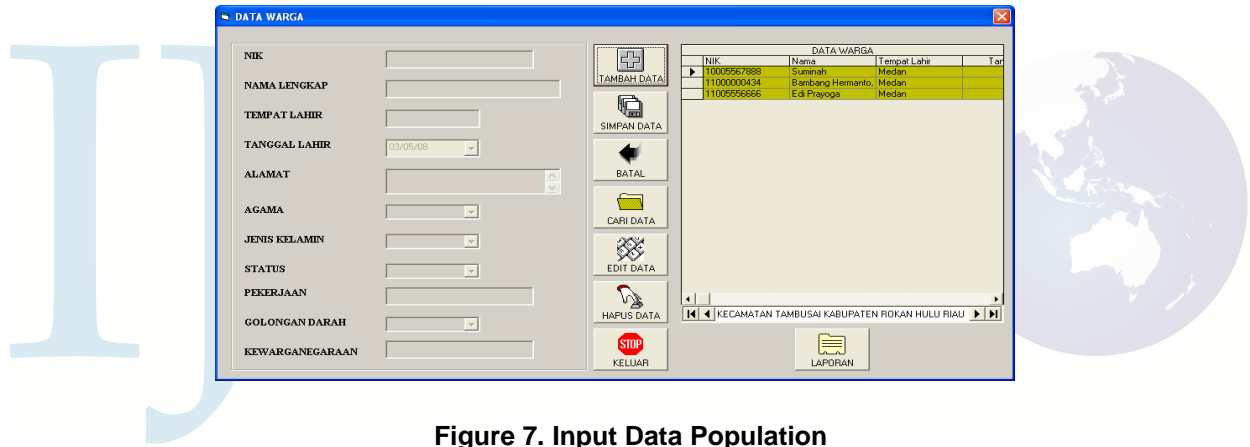 DATA WARGA
NIK
NAMA LENGKAP
TEMPAT LAHIR
TANGGAL LAHIR
03/05/08
ALAMAT
AGAMA
JENIS KELAMIN
STATUS
PEKERJAAN
GOLONGAN DARAH
KEWARGANEGARAAN
TAMBAH DATA
SIMPAN DATA
BATAL
CARI DATA
EDIT DATA
HAPUS DATA
STOP
KELUAR
DATA WARGA
NIK Nama Tempat Lahir Tar
10005567888 Suminah Medan
11000000434 Bambang Hermanto, Medan
11005556666 Edi Prayoga Medan
KECAMATAN TAMBUSAI KABUPATEN ROKAN HULU RIAU
LAPORAN
IJ
Figure 7. Input Data Population